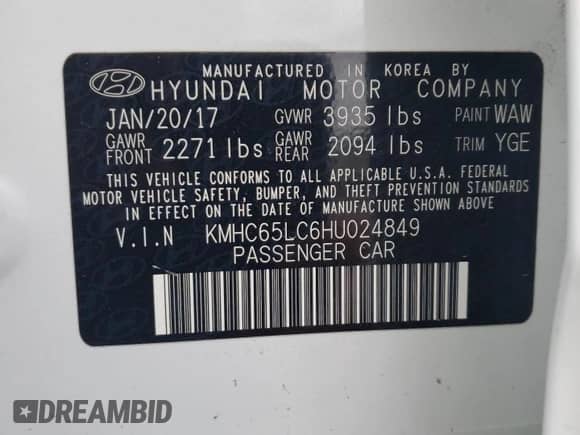 MANUFACTURED IN KOREA BY
HYUNDAI MOTOR COMPANY
JAN/20/17 GVWR 3935 lbs PAINT WAW
GAWR FRONT 2271 lbs GAWR REAR 2094 lbs TRIM YGE
THIS VEHICLE CONFORMS TO ALL APPLICABLE U.S.A. FEDERAL
MOTOR VEHICLE SAFETY, BUMPER, AND THEFT PREVENTION STANDARDS
IN EFFECT ON THE DATE OF MANUFACTURE SHOWN ABOVE
V.I.N KMHC65LC6HU024849
PASSENGER CAR
DREAMBID